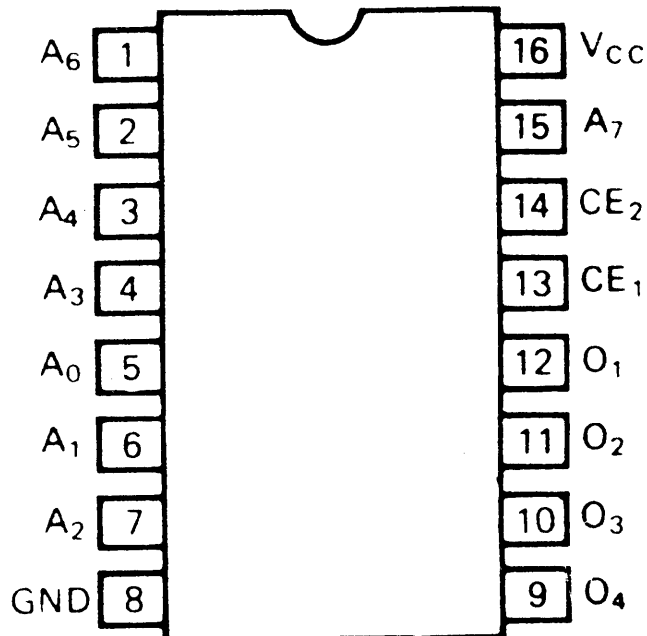 A₆ 1 16 V_CC
A₅ 2 15 A₇
A₄ 3 14 CE₂
A₃ 4 13 CE₁
A₀ 5 12 O₁
A₁ 6 11 O₂
A₂ 7 10 O₃
GND 8 9 O₄